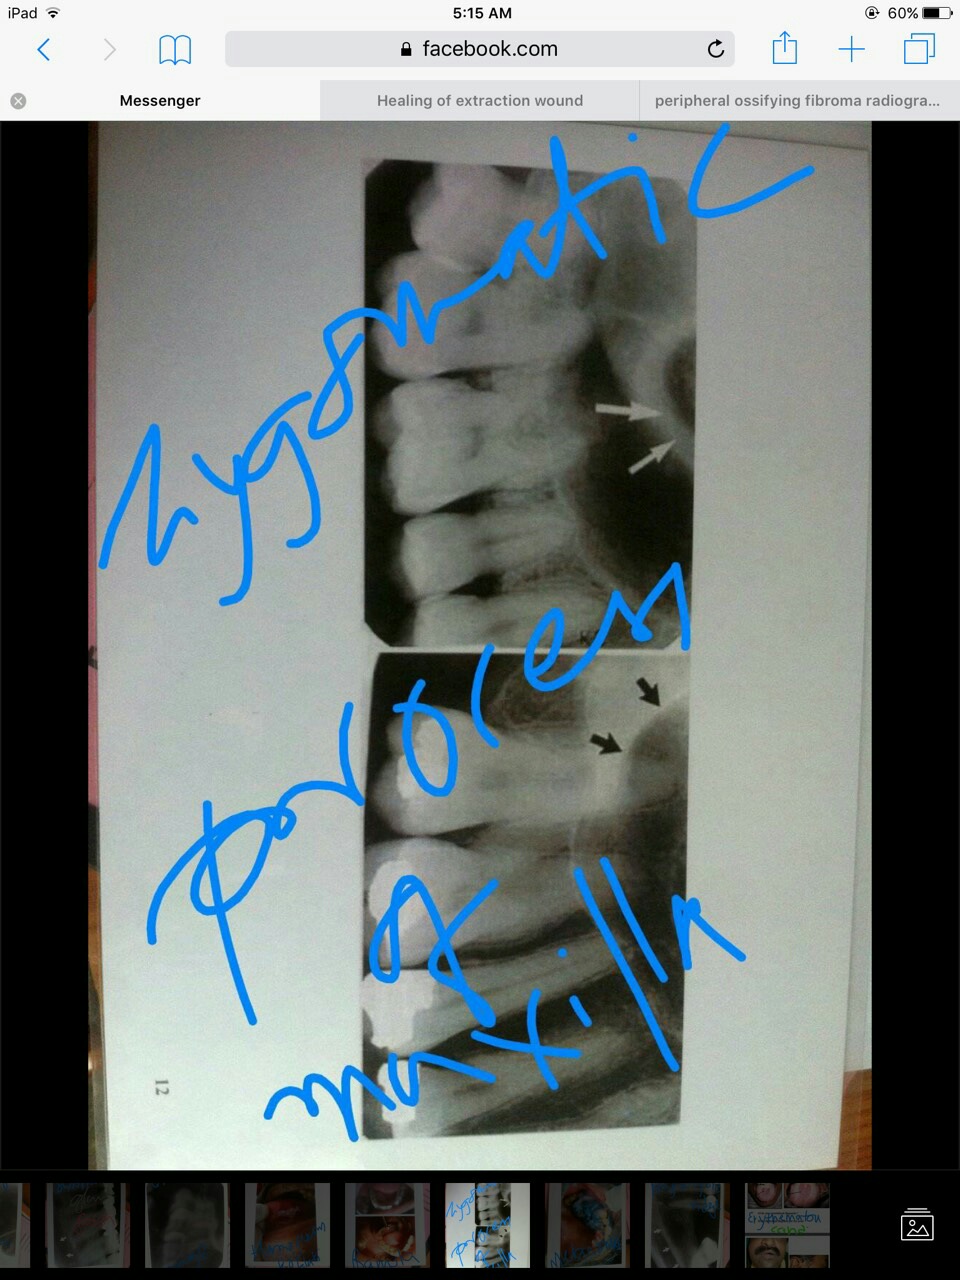 iPad
5:15 AM
60%
facebook.com
Messenger
Healing of extraction wound
peripheral ossifying fibroma radiogra...
zygomatic
process
of
maxilla
12